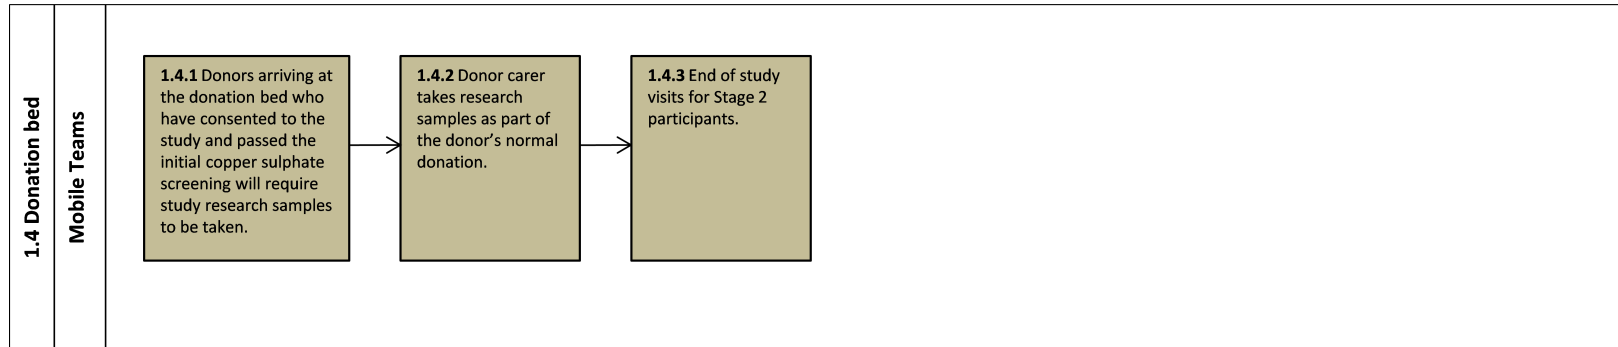 1.4 Donation bed
Mobile Teams
1.4.1 Donors arriving at
the donation bed who
have consented to the
study and passed the
initial copper sulphate
screening will require
study research samples
to be taken.
1.4.2 Donor carer
takes research
samples as part of
the donor’s normal
donation.
1.4.3 End of study
visits for Stage 2
participants.